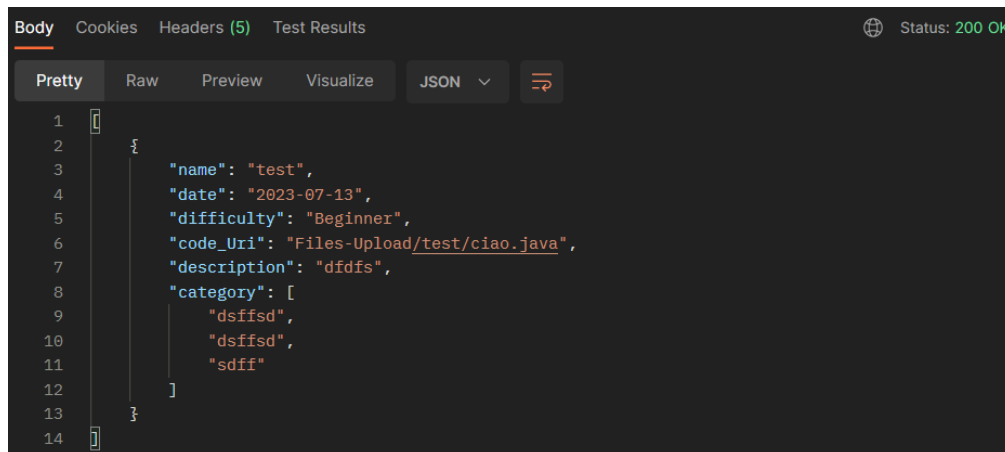 Body Cookies Headers (5) Test Results Status: 200 OK
Pretty Raw Preview Visualize JSON
1 [
2 {
3 "name": "test",
4 "date": "2023-07-13",
5 "difficulty": "Beginner",
6 "code_Uri": "Files-Upload/test/ciao.java",
7 "description": "dfdfs",
8 "category": [
9 "dsffsd",
10 "dsffsd",
11 "sdff"
12 ]
13 }
14 ]